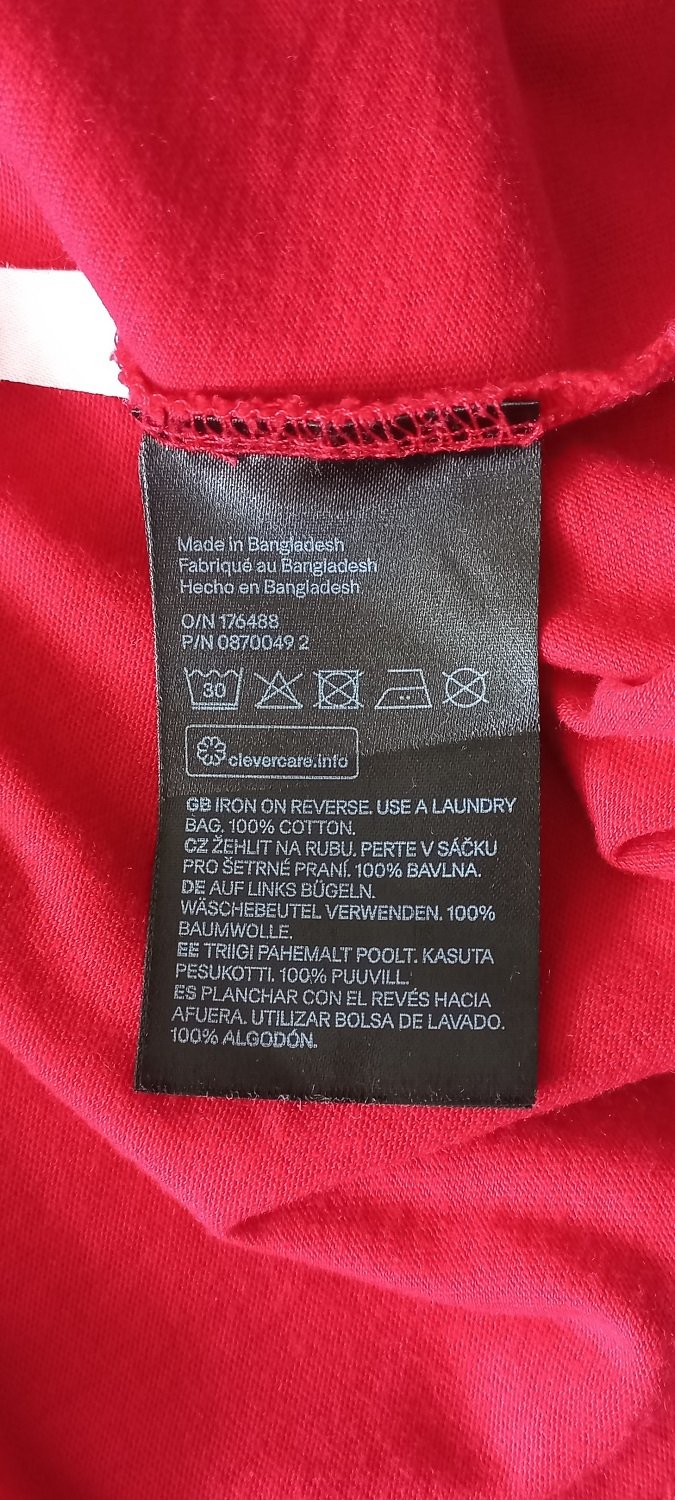 Made in Bangladesh
Fabriqué au Bangladesh
Hecho en Bangladesh
O/N 176488
P/N 0870049 2
30
clevercare.info
GB IRON ON REVERSE. USE A LAUNDRY
BAG. 100% COTTON.
CZ ŽEHLIT NA RUBU. PERTE V SÁČKU
PRO ŠETRNÉ PRANÍ. 100% BAVLNA.
DE AUF LINKS BÜGELN.
WÄSCHEBEUTEL VERWENDEN. 100%
BAUMWOLLE.
EE TRIIGI PAHEMALT POOLT. KASUTA
PESUKOTTI. 100% PUUVILL.
ES PLANCHAR CON EL REVÉS HACIA
AFUERA. UTILIZAR BOLSA DE LAVADO.
100% ALGODÓN.